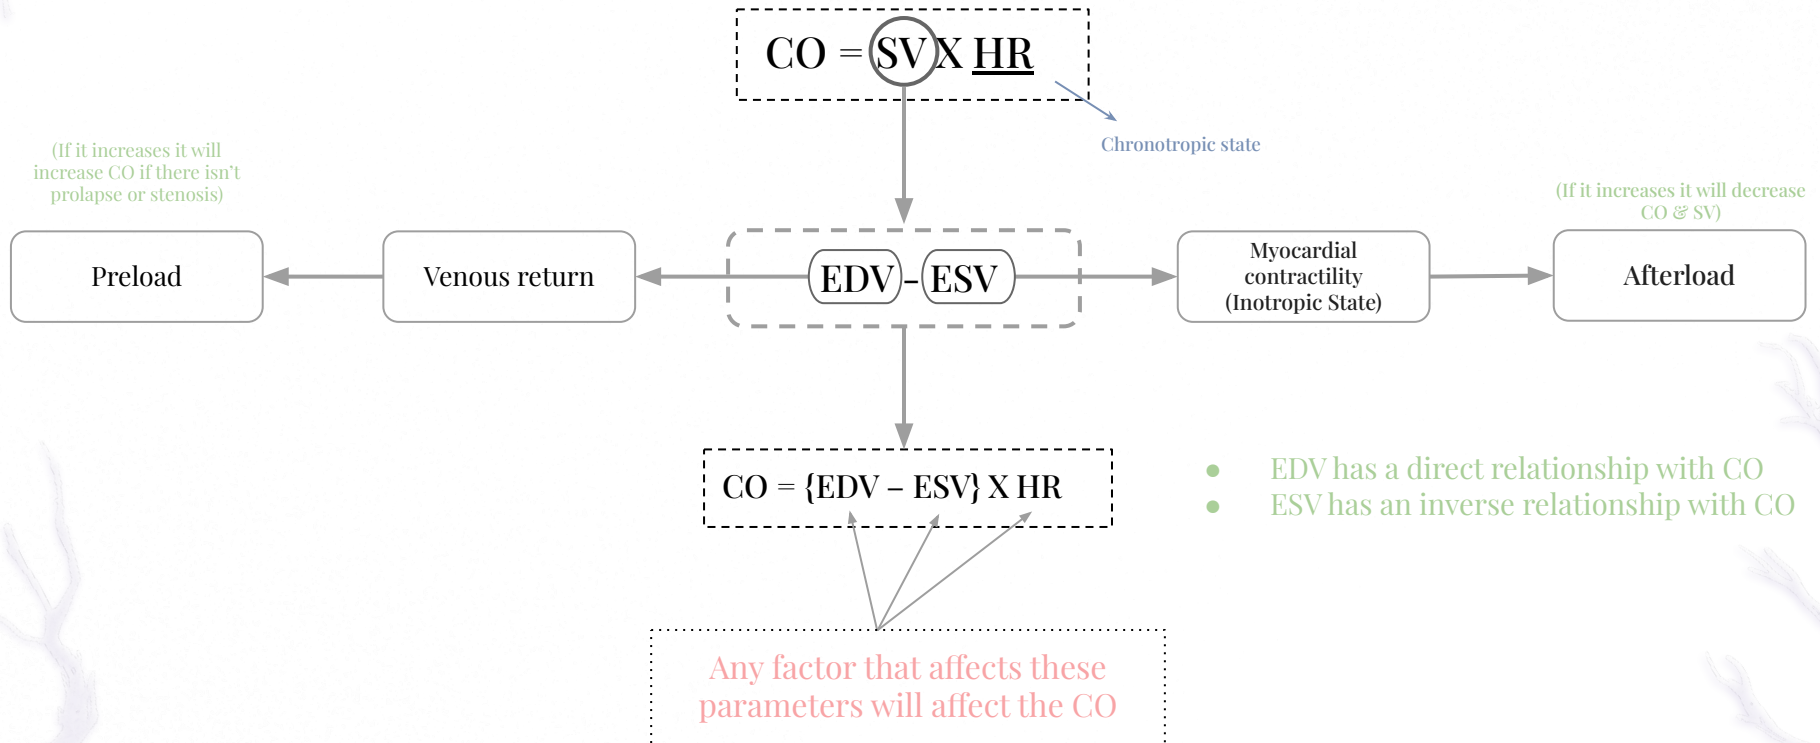 CO = SV X HR
Chronotropic state
(If it increases it will
increase CO if there isn’t
prolapse or stenosis)
(If it increases it will decrease
CO & SV)
Preload
Venous return
EDV – ESV
Myocardial
contractility
(Inotropic State)
Afterload
CO = {EDV – ESV} X HR
● EDV has a direct relationship with CO
● ESV has an inverse relationship with CO
Any factor that affects these
parameters will affect the CO